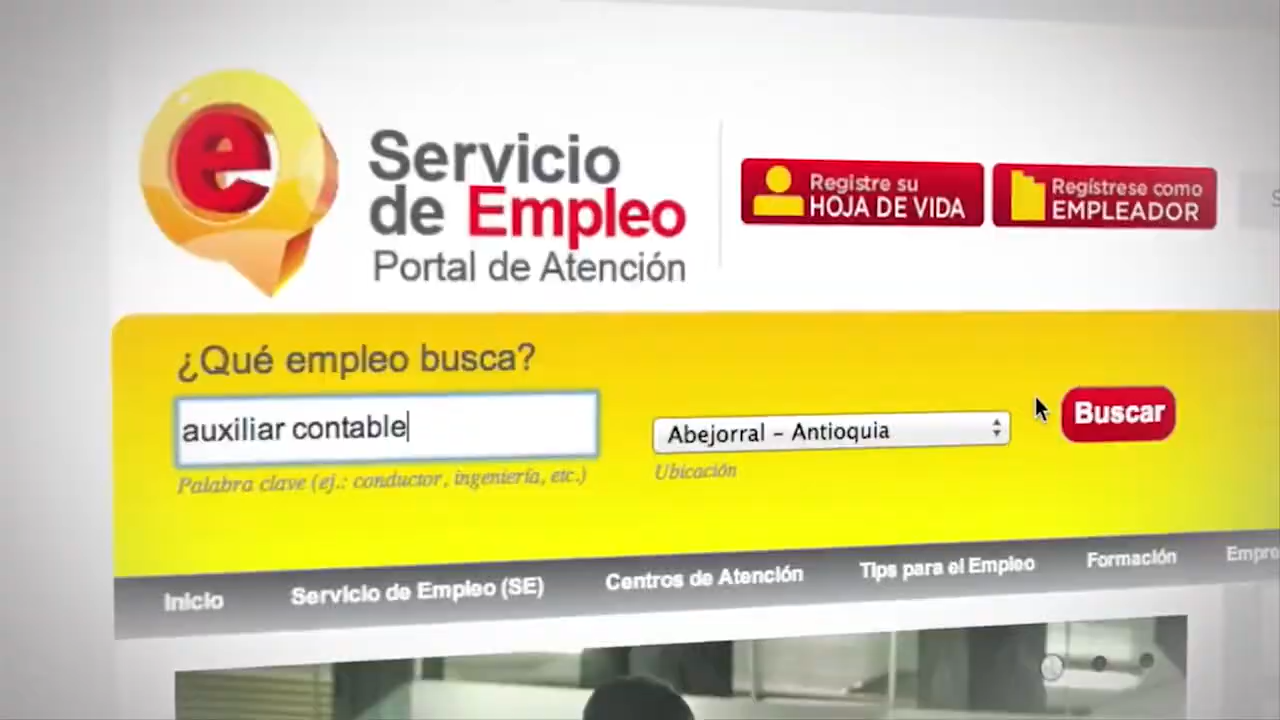 e
Servicio
de Empleo
Portal de Atención
Registre su
HOJA DE VIDA
Regístrese como
EMPLEADOR
¿Qué empleo busca?
auxiliar contable
Palabra clave (ej.: conductor, ingeniería, etc.)
Abejorral - Antioquia
Ubicación
Buscar
Inicio
Servicio de Empleo (SE)
Centros de Atención
Tips para el Empleo
Formación